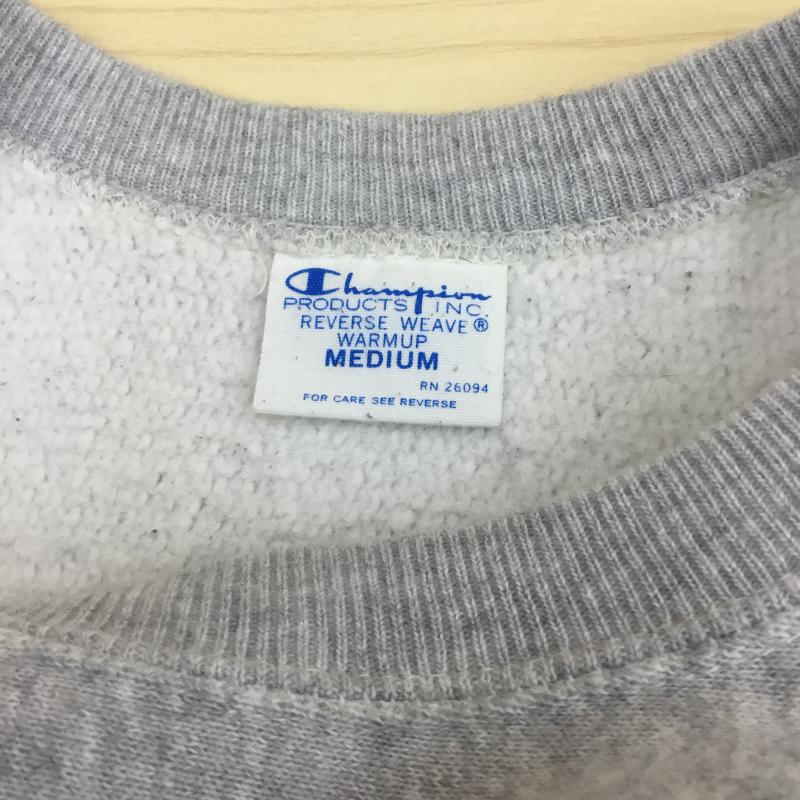 Champion
PRODUCTS INC.
REVERSE WEAVE®
WARMUP
MEDIUM
RN 26094
FOR CARE SEE REVERSE